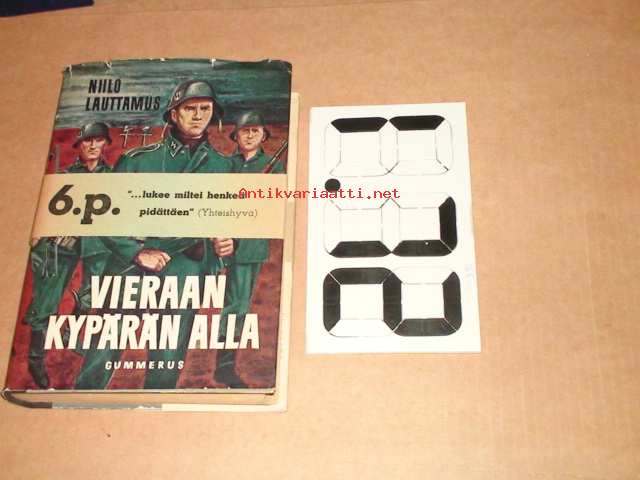 NIILO
LAUTTAMUS
6.p.
"...lukee miltei henkeä
pidättäen" (Yhteishyvä)
Antikvariaatti.net
VIERAAN
KYPÄRÄN ALLA
GUMMERUS